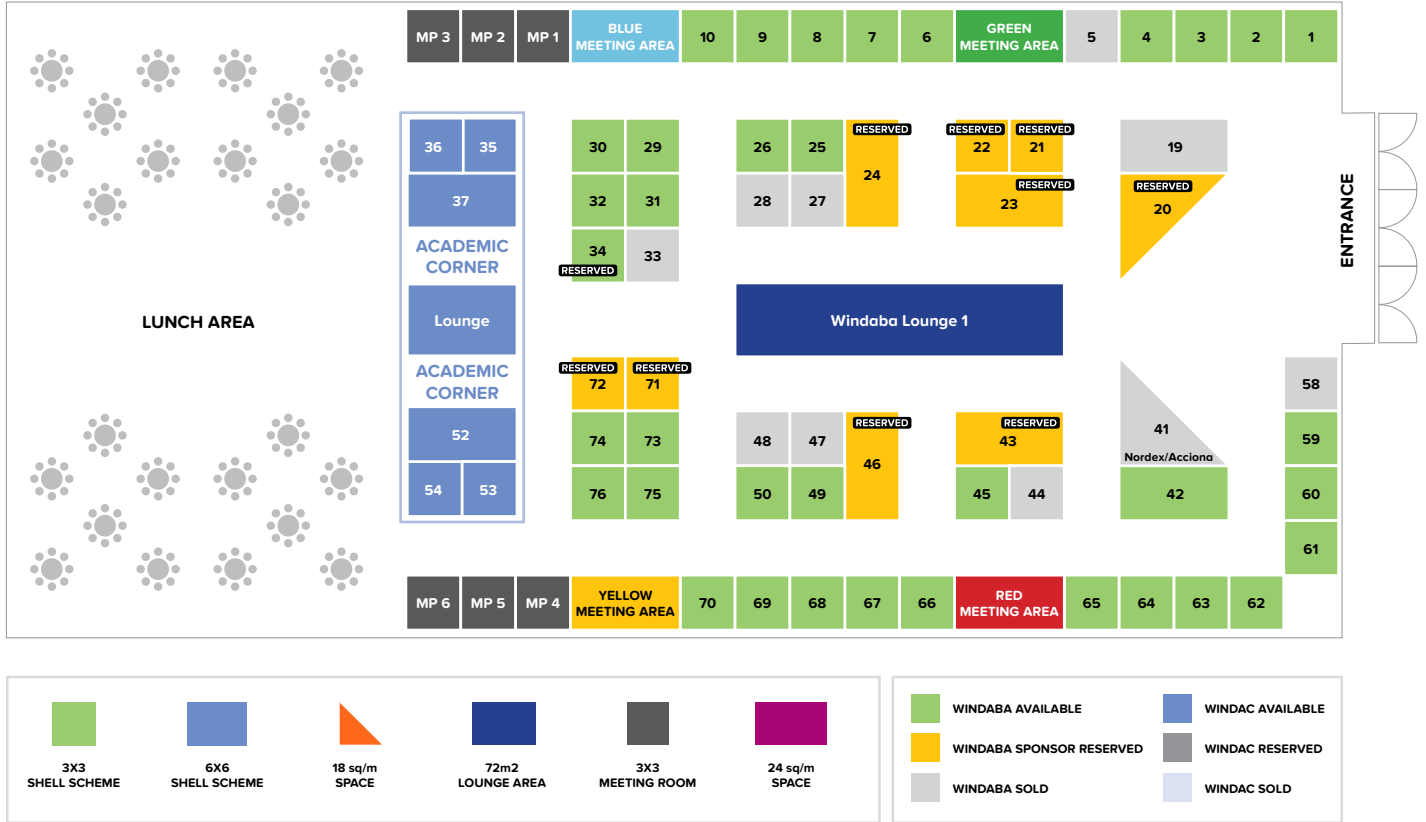 MP 3
MP 2
MP 1
BLUE
MEETING AREA
10
9
8
7
6
GREEN
MEETING AREA
5
4
3
2
1
36
35
37
ACADEMIC
CORNER
Lounge
ACADEMIC
CORNER
52
54
53
30
29
32
31
34
RESERVED
33
26
25
28
27
RESERVED
24
RESERVED
22
RESERVED
21
RESERVED
23
19
RESERVED
20
ENTRANCE
LUNCH AREA
Windaba Lounge 1
RESERVED
72
RESERVED
71
74
73
76
75
48
47
50
49
RESERVED
46
RESERVED
43
45
44
41
Nordex/Acciona
42
58
59
60
61
MP 6
MP 5
MP 4
YELLOW
MEETING AREA
70
69
68
67
66
RED
MEETING AREA
65
64
63
62
3X3
SHELL SCHEME
6X6
SHELL SCHEME
18 sq/m
SPACE
72m2
LOUNGE AREA
3X3
MEETING ROOM
24 sq/m
SPACE
WINDABA AVAILABLE
WINDABA SPONSOR RESERVED
WINDABA SOLD
WINDAC AVAILABLE
WINDAC RESERVED
WINDAC SOLD